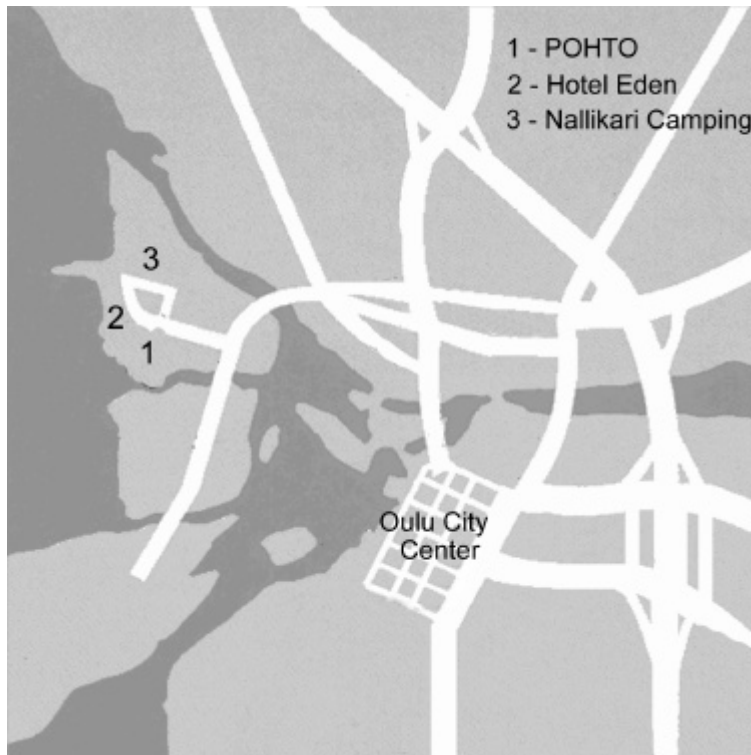 1 - POHTO
2 - Hotel Eden
3 - Nallikari Camping
3
2
1
Oulu City
Center